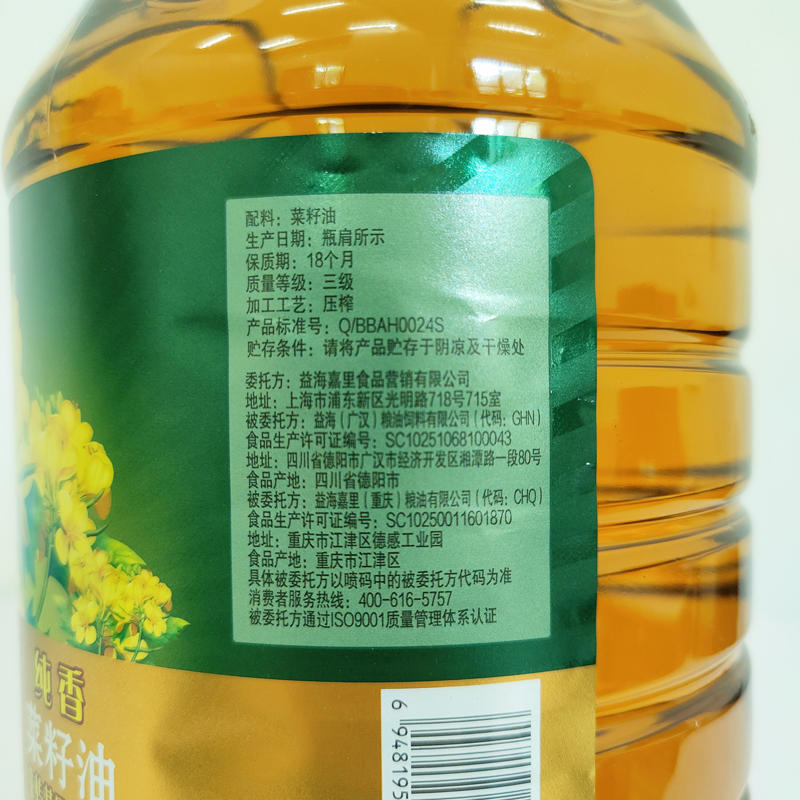 配料：菜籽油
生产日期：瓶肩所示
保质期：18个月
质量等级：三级
加工工艺：压榨
产品标准号：Q/BBAH0024S
贮存条件：请将产品贮存于阴凉及干燥处
委托方：益海嘉里食品营销有限公司
地址：上海市浦东新区光明路718号715室
被委托方：益海（广汉）粮油饲料有限公司（代码：GHN）
食品生产许可证编号：SC10251068100043
地址：四川省德阳市广汉市经济开发区湘潭路一段80号
食品产地：四川省德阳市
被委托方：益海嘉里（重庆）粮油有限公司（代码：CHQ）
食品生产许可证编号：SC10250011601870
地址：重庆市江津区德感工业园
食品产地：重庆市江津区
具体被委托方以喷码中的被委托方代码为准
消费者服务热线：400-616-5757
被委托方通过ISO9001质量管理体系认证
纯香
菜籽油
6 948195